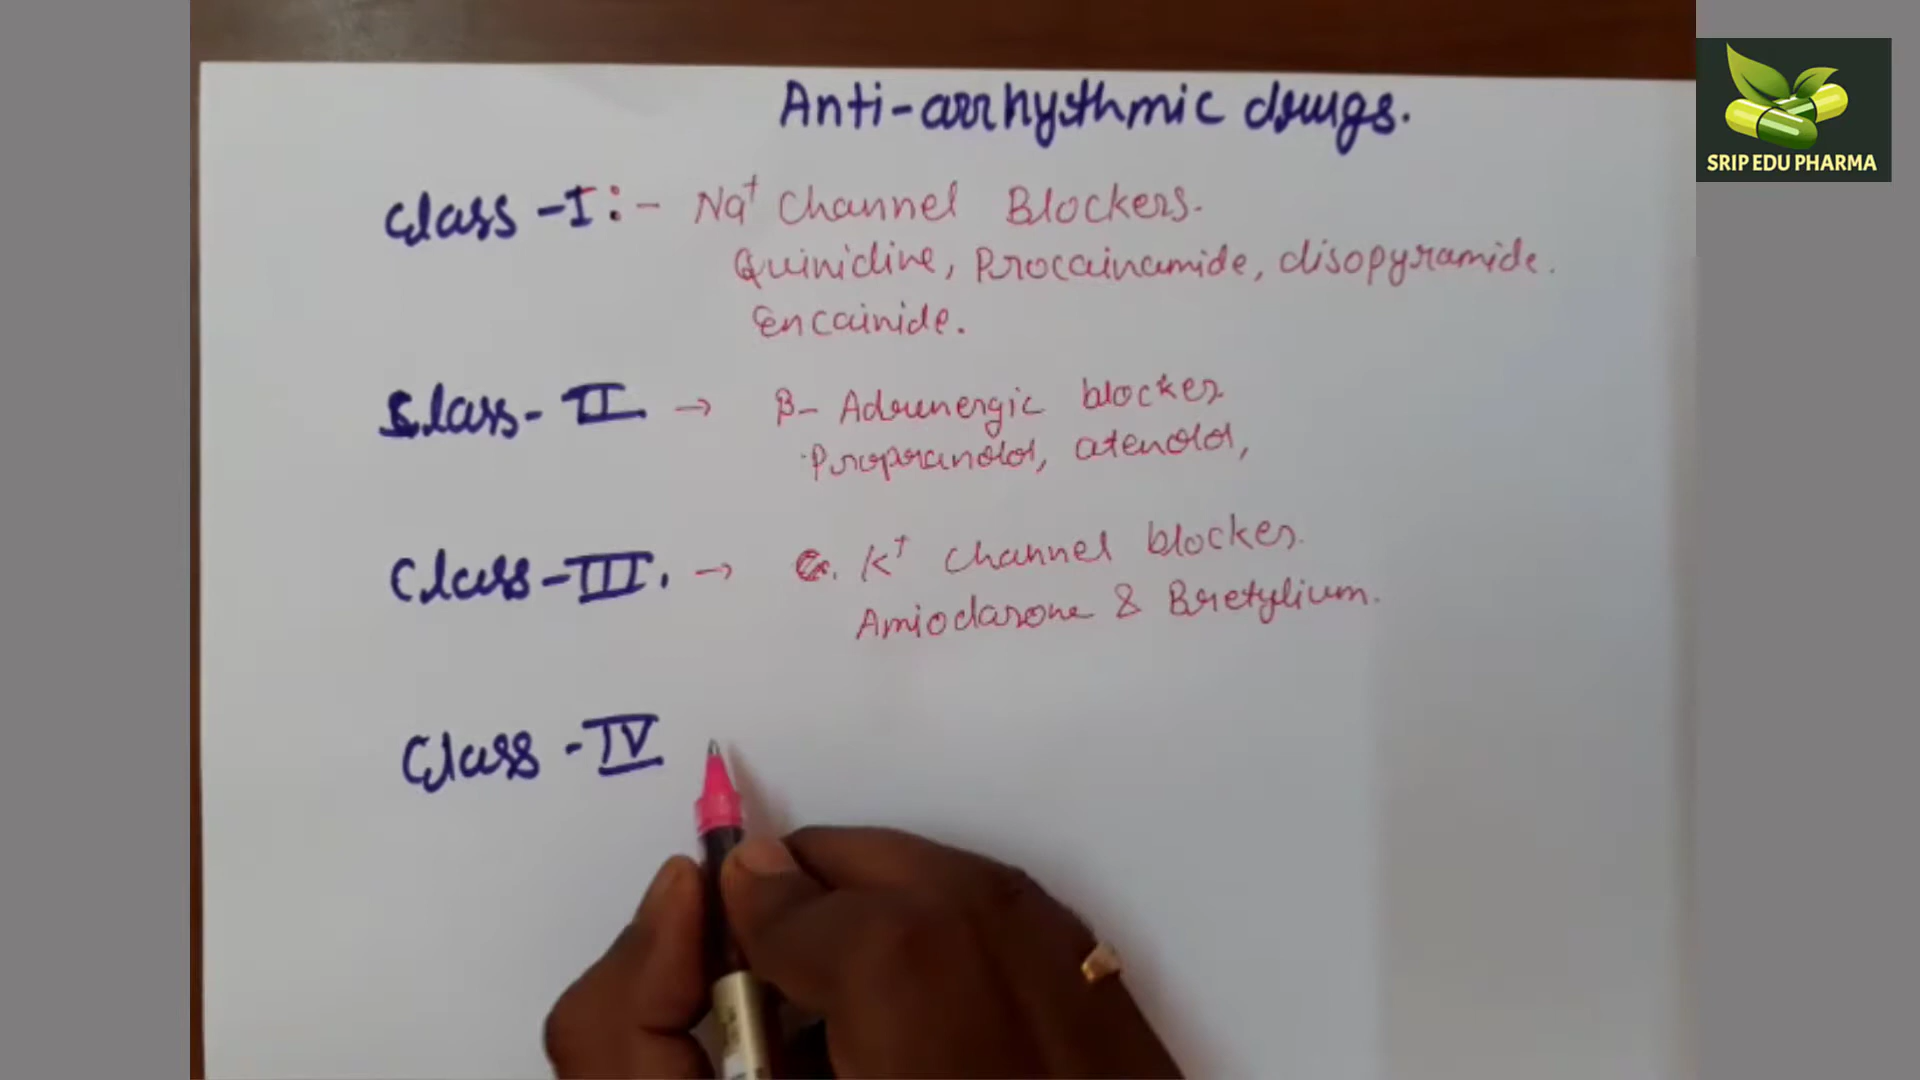 Anti-arrhythmic drugs.
Class-I:- Na+ Channel Blockers.
Quinidine, Procainamide, disopyramide.
Encainide.
Class-II → β-Adrenergic blocker
Propranolol, atenolol,
Class-III. → K+ channel blocker.
Amiodarone & Bretylium.
Class-IV
SRIP EDU PHARMA